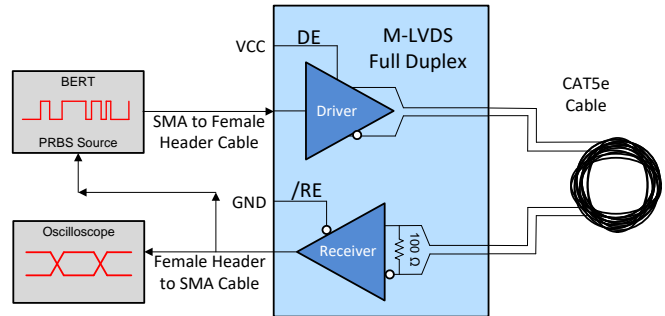 VCC
DE
M-LVDS
Full Duplex
BERT
PRBS Source
SMA to Female
Header Cable
Driver
CAT5e
Cable
GND
/RE
Oscilloscope
Female Header
to SMA Cable
Receiver
100 Ω